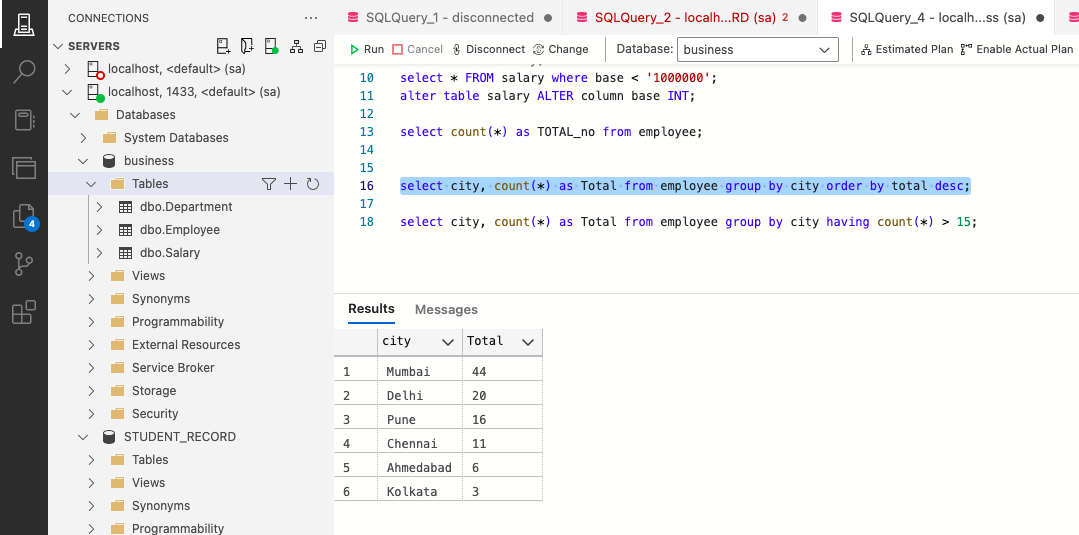 CONNECTIONS
SERVERS
localhost, <default> (sa)
localhost, 1433, <default> (sa)
Databases
System Databases
business
Tables
dbo.Department
dbo.Employee
dbo.Salary
Views
Synonyms
Programmability
External Resources
Service Broker
Storage
Security
STUDENT_RECORD
Tables
Views
Synonyms
Programmability
4
SQLQuery_1 - disconnected
SQLQuery_2 - localh...RD (sa) 2
SQLQuery_4 - localh...ss (sa)
Run Cancel Disconnect Change Database: business Estimated Plan Enable Actual Plan
10 select * FROM salary where base < '1000000';
11 alter table salary ALTER column base INT;
12
13 select count(*) as TOTAL_no from employee;
14
15
16 select city, count(*) as Total from employee group by city order by total desc;
17
18 select city, count(*) as Total from employee group by city having count(*) > 15;
Results Messages
city Total
1 Mumbai 44
2 Delhi 20
3 Pune 16
4 Chennai 11
5 Ahmedabad 6
6 Kolkata 3